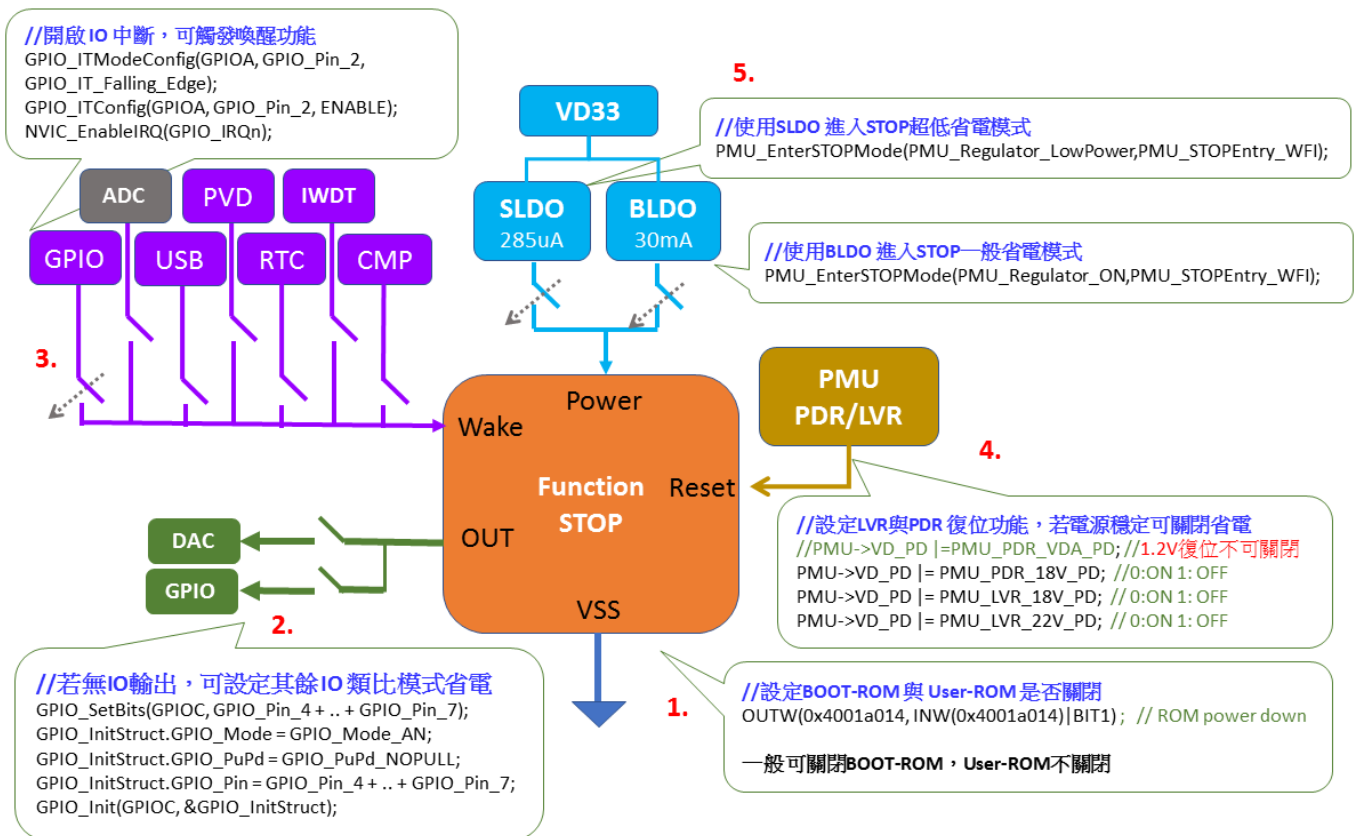 //開啟 IO 中斷，可觸發喚醒功能
GPIO_ITModeConfig(GPIOA, GPIO_Pin_2,
GPIO_IT_Falling_Edge);
GPIO_ITConfig(GPIOA, GPIO_Pin_2, ENABLE);
NVIC_EnableIRQ(GPIO_IRQn);
ADC
PVD
IWDT
GPIO
USB
RTC
CMP
3.
5.
VD33
//使用SLDO 進入STOP超低省電模式
PMU_EnterSTOPMode(PMU_Regulator_LowPower,PMU_STOPEntry_WFI);
SLDO
285uA
BLDO
30mA
//使用BLDO 進入STOP一般省電模式
PMU_EnterSTOPMode(PMU_Regulator_ON,PMU_STOPEntry_WFI);
Power
Wake
Function
STOP
Reset
OUT
VSS
PMU
PDR/LVR
4.
//設定LVR與PDR 復位功能，若電源穩定可關閉省電
//PMU->VD_PD |=PMU_PDR_VDA_PD; //1.2V復位不可關閉
PMU->VD_PD |= PMU_PDR_18V_PD; //0:ON 1: OFF
PMU->VD_PD |= PMU_LVR_18V_PD; //0:ON 1: OFF
PMU->VD_PD |= PMU_LVR_22V_PD; // 0:ON 1: OFF
DAC
GPIO
2.
//若無IO輸出，可設定其餘IO 類比模式省電
GPIO_SetBits(GPIOC, GPIO_Pin_4 + .. + GPIO_Pin_7);
GPIO_InitStruct.GPIO_Mode = GPIO_Mode_AN;
GPIO_InitStruct.GPIO_PuPd = GPIO_PuPd_NOPULL;
GPIO_InitStruct.GPIO_Pin = GPIO_Pin_4 + .. + GPIO_Pin_7;
GPIO_Init(GPIOC, &GPIO_InitStruct);
1.
//設定BOOT-ROM 與 User-ROM 是否關閉
OUTW(0x4001a014, INW(0x4001a014)|BIT1) ; // ROM power down
一般可關閉BOOT-ROM，User-ROM不關閉